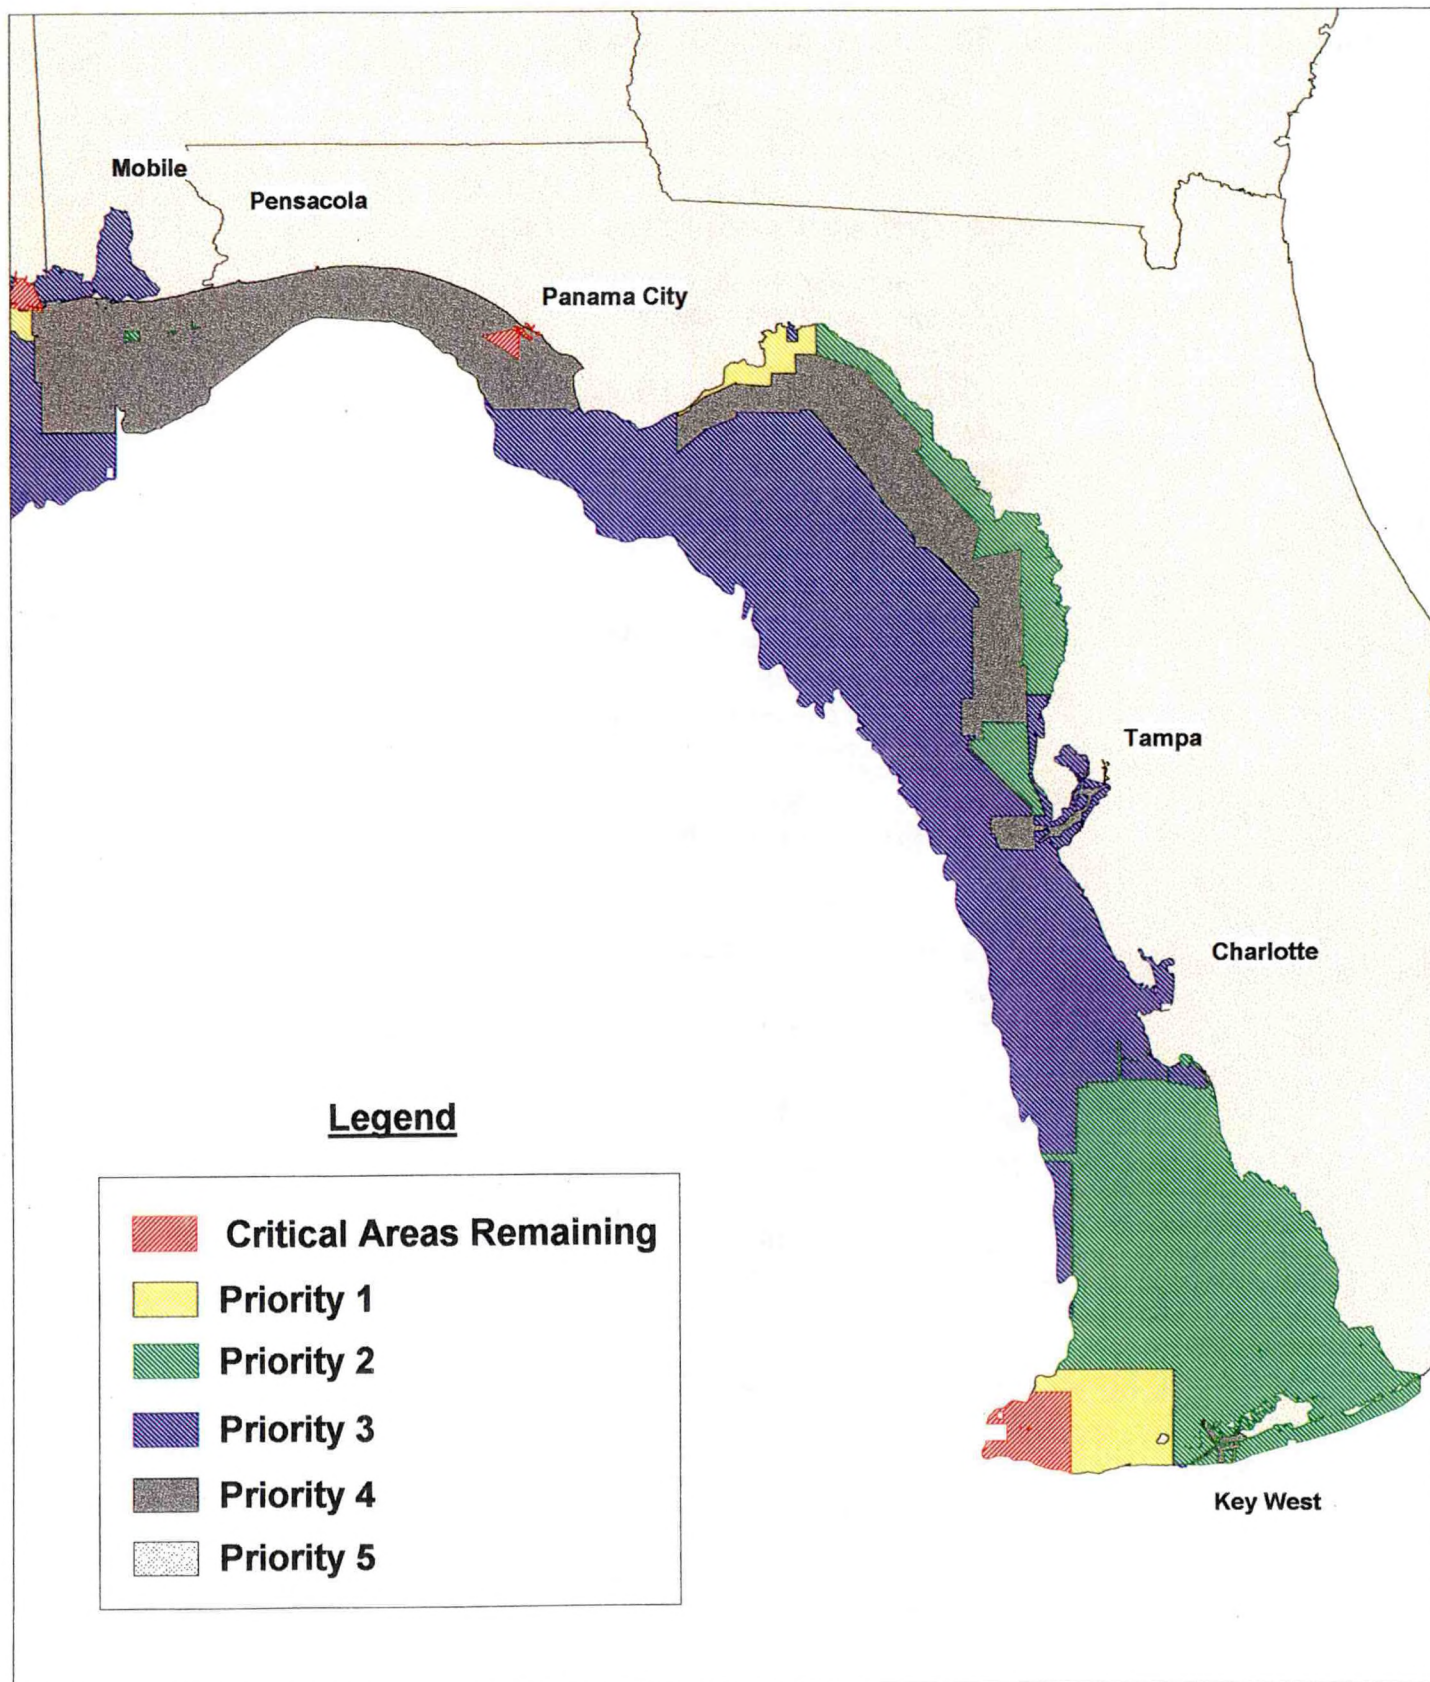 Mobile
Pensacola
Panama City
Tampa
Charlotte
Legend
Critical Areas Remaining
Priority 1
Priority 2
Priority 3
Priority 4
Priority 5
Key West